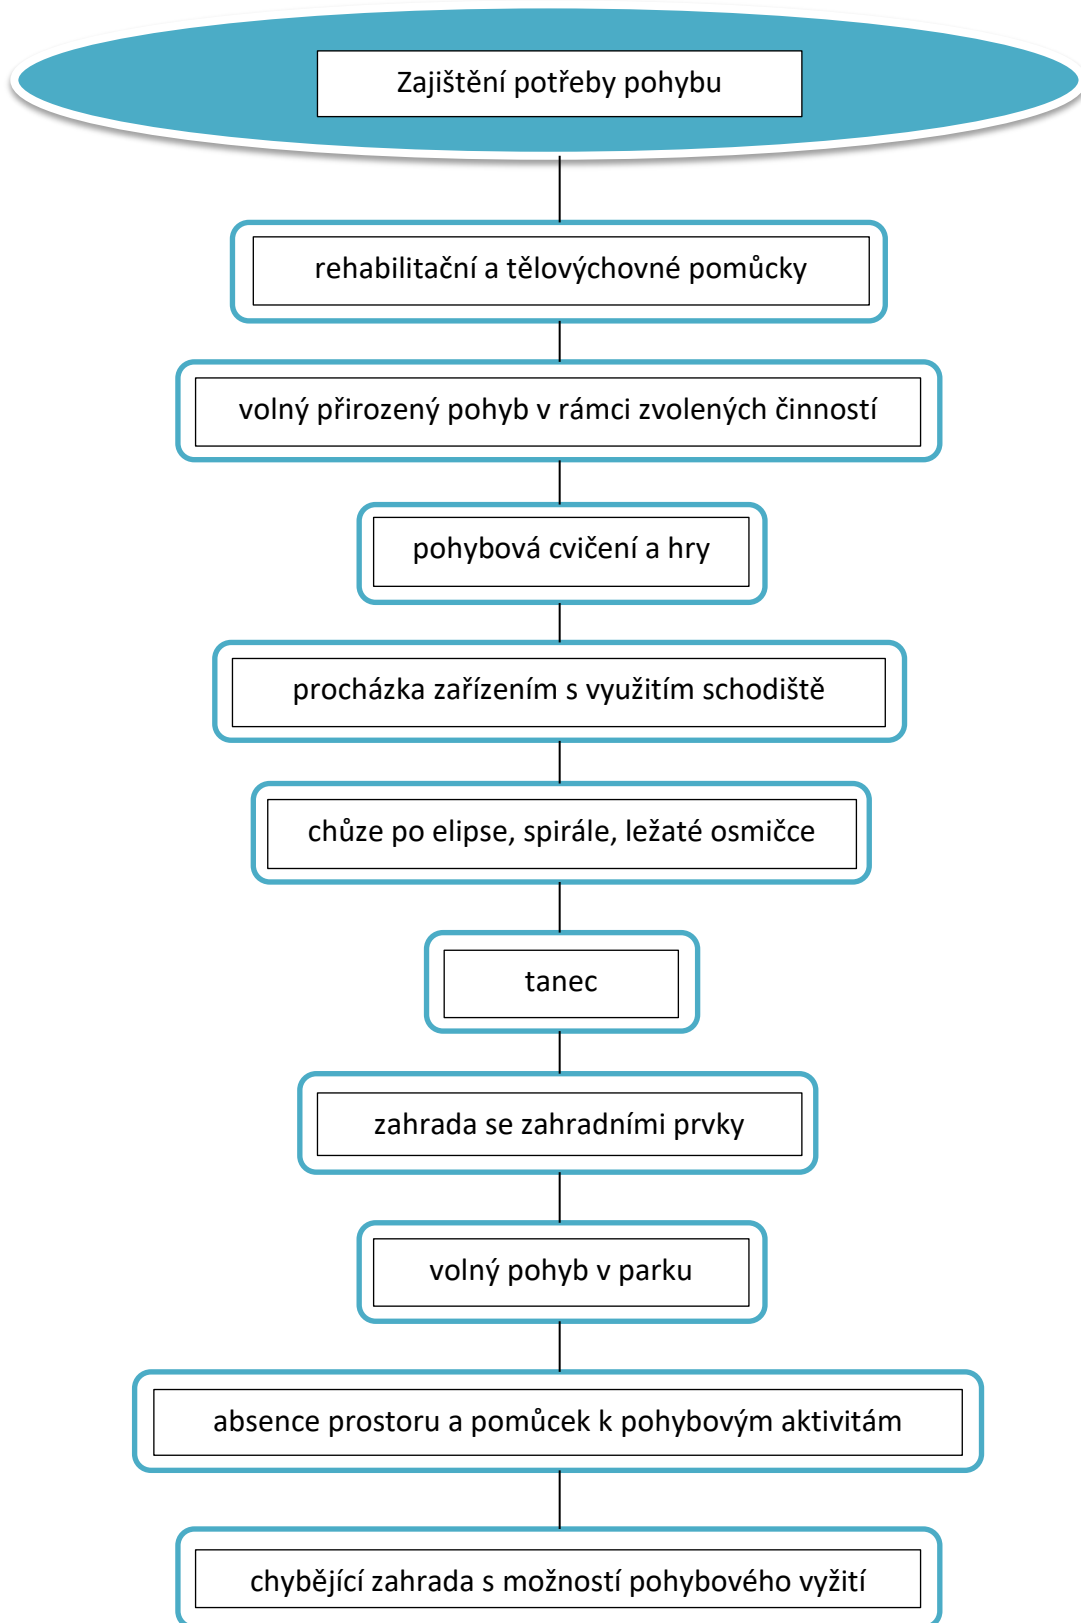 Zajištění potřeby pohybu
rehabilitační a tělovýchovné pomůcky
volný přirozený pohyb v rámci zvolených činností
pohybová cvičení a hry
procházka zařízením s využitím schodiště
chůze po elipse, spirále, ležaté osmičce
tanec
zahrada se zahradními prvky
volný pohyb v parku
absence prostoru a pomůcek k pohybovým aktivitám
chybějící zahrada s možností pohybového vyžití